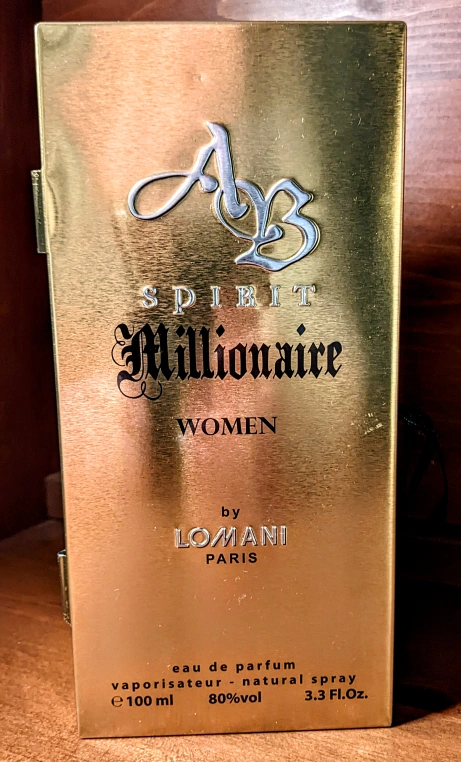 AB
SPIRIT
Millionaire
WOMEN
by
LOMANI
PARIS
eau de parfum
vaporisateur - natural spray
℮ 100 ml 80%vol 3.3 Fl.Oz.